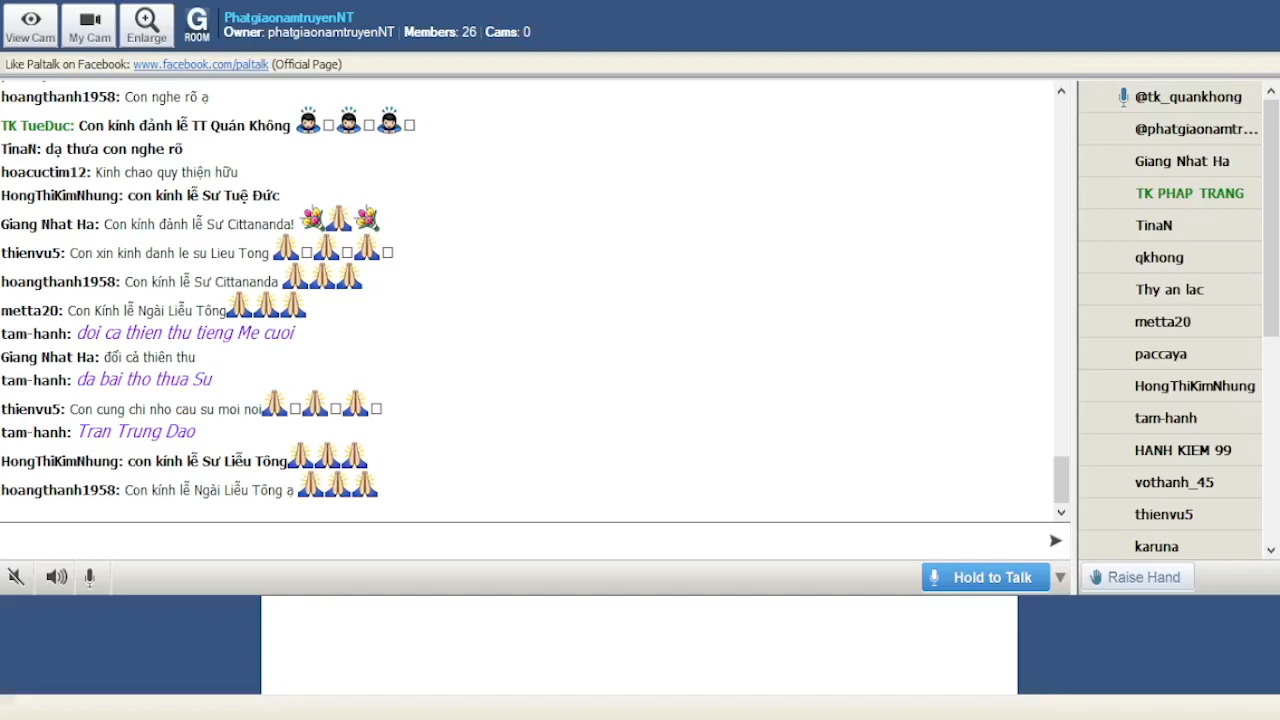 View Cam
My Cam
Enlarge
G ROOM
PhatgiaonamtruyenNT
Owner: phatgiaonamtruyenNT | Members: 26 | Cams: 0
Like Paltalk on Facebook: www.facebook.com/paltalk (Official Page)
hoangthanh1958: Con nghe rõ ạ
TK TueDuc: Con kính đảnh lễ TT Quán Không
TinaN: dạ thưa con nghe rõ
hoacuctim12: Kinh chao quy thiện hữu
HongThiKimNhung: con kính lễ Sư Tuệ Đức
Giang Nhat Ha: Con kính đảnh lễ Sư Cittananda!
thienvu5: Con xin kinh danh le su Lieu Tong
hoangthanh1958: Con kính lễ Sư Cittananda
metta20: Con Kính lễ Ngài Liễu Tông
tam-hanh: doi ca thien thu tieng Me cuoi
Giang Nhat Ha: đổi cả thiên thu
tam-hanh: da bai tho thua Su
thienvu5: Con cung chi nho cau su moi noi
tam-hanh: Tran Trung Dao
HongThiKimNhung: con kính lễ Sư Liễu Tông
hoangthanh1958: Con kính lễ Ngài Liễu Tông ạ
@tk_quankhong
@phatgiaonamtr...
Giang Nhat Ha
TK PHAP TRANG
TinaN
qkhong
Thy an lac
metta20
paccaya
HongThiKimNhung
tam-hanh
HANH KIEM 99
vothanh_45
thienvu5
karuna
Hold to Talk
Raise Hand